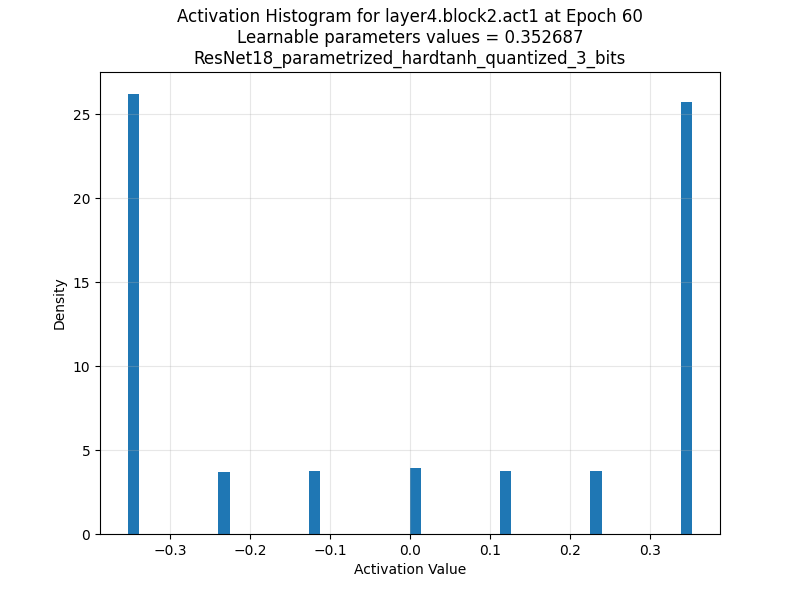 Activation Histogram for layer4.block2.act1 at Epoch 60
Learnable parameters values = 0.352687
ResNet18_parametrized_hardtanh_quantized_3_bits
Density
25
20
15
10
5
0
−0.3 −0.2 −0.1 0.0 0.1 0.2 0.3
Activation Value